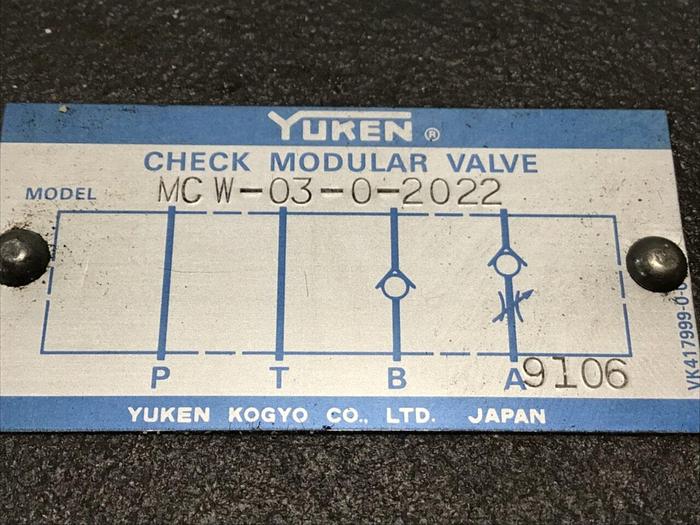 YUKEN ®
CHECK MODULAR VALVE
MODEL MCW-03-0-2022
P T B A 9106
YUKEN KOGYO CO., LTD. JAPAN